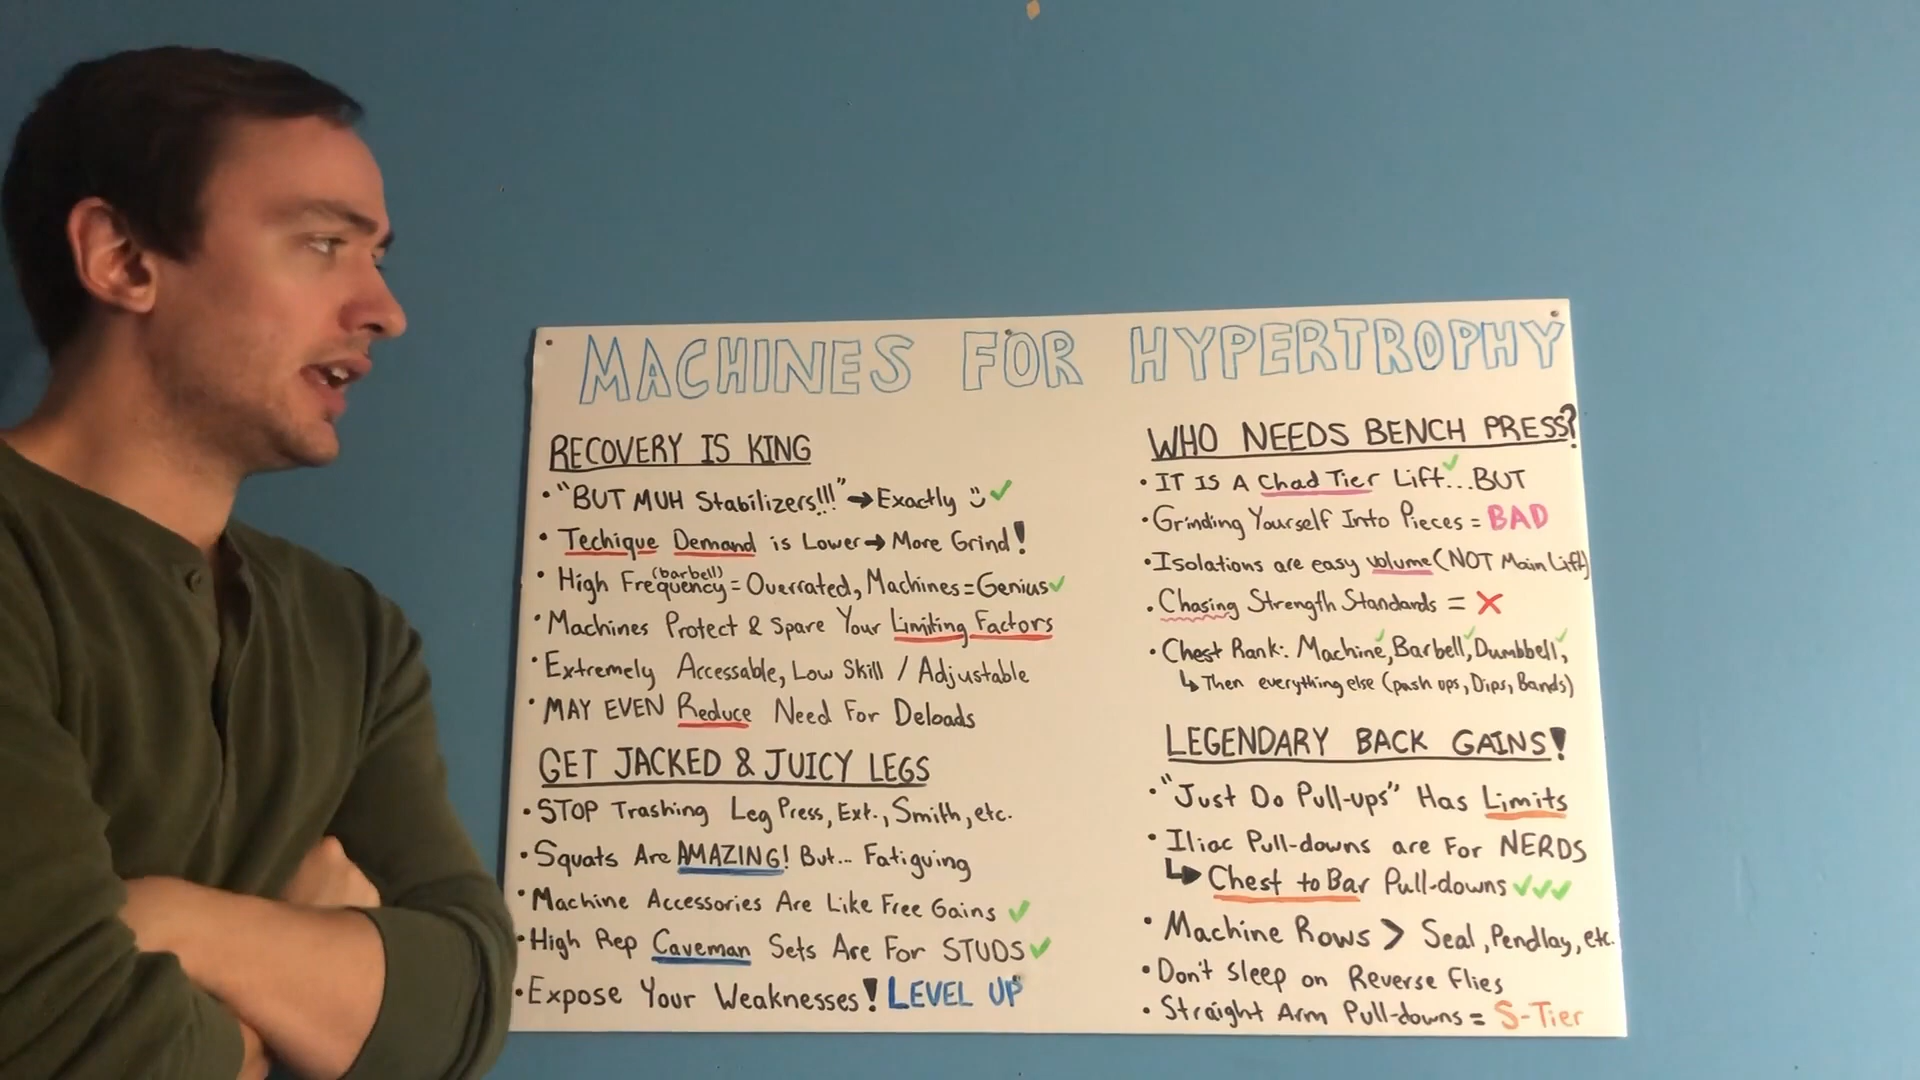 MACHINES FOR HYPERTROPHY
RECOVERY IS KING
• "BUT MUH Stabilizers!!!" → Exactly :) ✓
• Techique Demand is Lower → More Grind!
• High Frequency (barbell) = Overrated, Machines = Genius ✓
• Machines Protect & Spare Your Limiting Factors
• Extremely Accessable, Low Skill / Adjustable
• MAY EVEN Reduce Need For Deloads
GET JACKED & JUICY LEGS
• STOP Trashing Leg Press, Ext., Smith, etc.
• Squats Are AMAZING! But... Fatiguing
• Machine Accessories Are Like Free Gains ✓
• High Rep Caveman Sets Are For STUDS ✓
• Expose Your Weaknesses! LEVEL UP
WHO NEEDS BENCH PRESS?
• IT IS A Chad Tier Lift ✓...BUT
• Grinding Yourself Into Pieces = BAD
• Isolations are easy volume (NOT Main Lift)
• Chasing Strength Standards = X
• Chest Rank: Machine ✓, Barbell ✓, Dumbbell ✓,
↳ Then everything else (push ups, Dips, Bands)
LEGENDARY BACK GAINS!
• "Just Do Pull-ups" Has Limits
• Iliac Pull-downs are For NERDS
↳ Chest to Bar Pull-downs ✓✓✓
• Machine Rows > Seal, Pendlay, etc.
• Don't Sleep on Reverse Flies
• Straight Arm Pull-downs = S-Tier